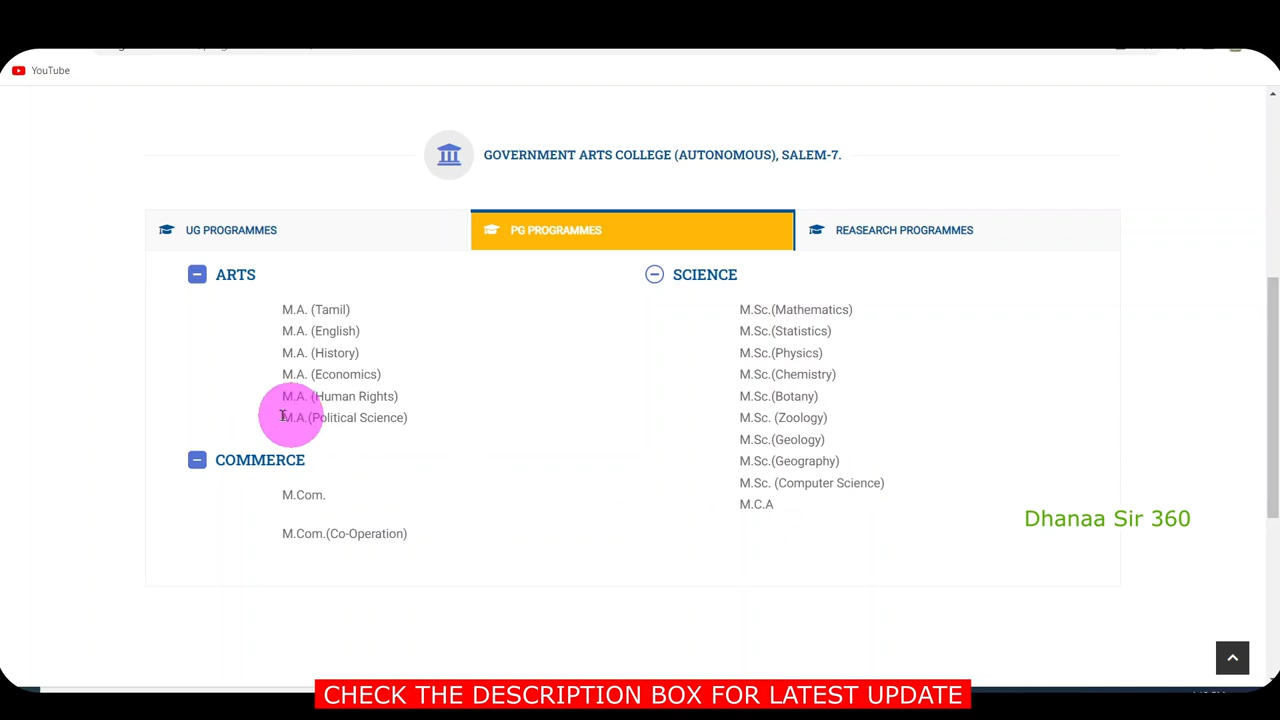 YouTube
GOVERNMENT ARTS COLLEGE (AUTONOMOUS), SALEM-7.
UG PROGRAMMES
PG PROGRAMMES
REASEARCH PROGRAMMES
ARTS
M.A. (Tamil)
M.A. (English)
M.A. (History)
M.A. (Economics)
M.A. (Human Rights)
M.A.(Political Science)
COMMERCE
M.Com.
M.Com.(Co-Operation)
SCIENCE
M.Sc.(Mathematics)
M.Sc.(Statistics)
M.Sc.(Physics)
M.Sc.(Chemistry)
M.Sc.(Botany)
M.Sc. (Zoology)
M.Sc.(Geology)
M.Sc.(Geography)
M.Sc. (Computer Science)
M.C.A
Dhanaa Sir 360
CHECK THE DESCRIPTION BOX FOR LATEST UPDATE